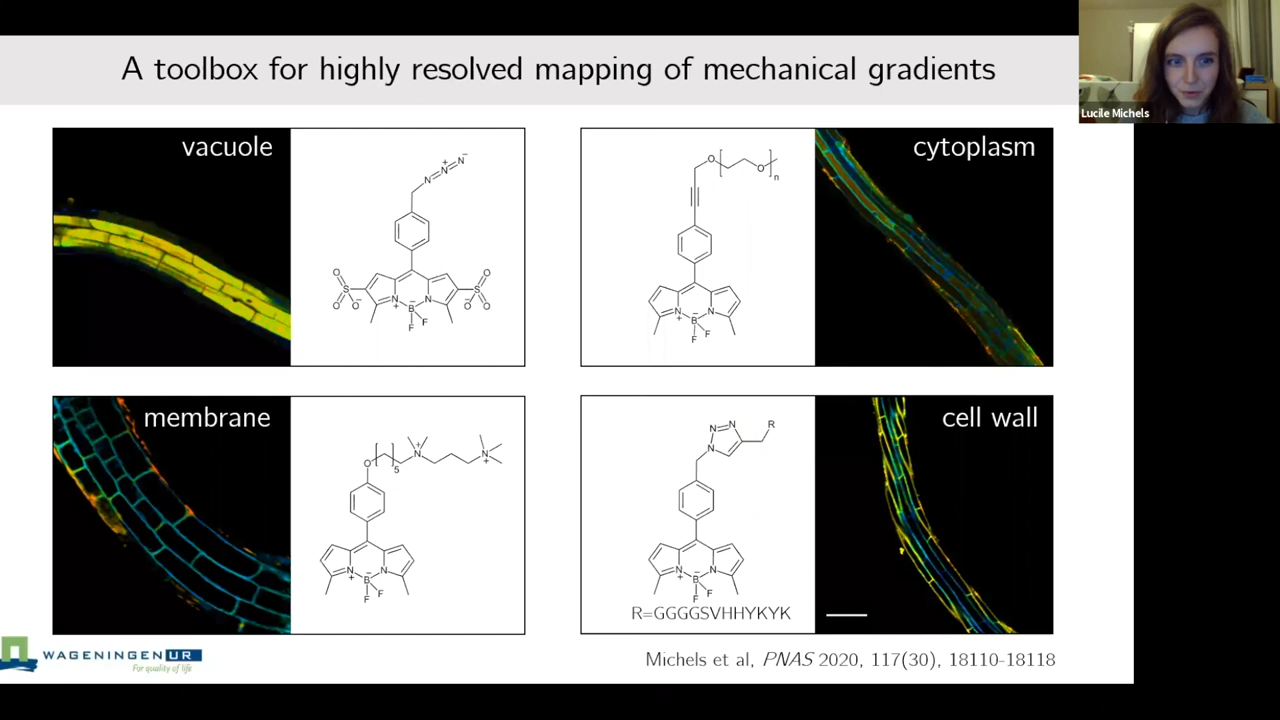 A toolbox for highly resolved mapping of mechanical gradients
Lucile Michels
vacuole
N=N=N
+ −
N
N
B
F
F
S
O
O
O
S
O
O
O
+
−
−
−
cytoplasm
O
O
n
N
N
B
F
F
+
−
membrane
O
5
N
+
N
+
N
N
B
F
F
+
−
cell wall
N
N
N
R
N
N
B
F
F
+
−
R=GGGGSVHHYKYK
WAGENINGEN UR
For quality of life
Michels et al, PNAS 2020, 117(30), 18110-18118